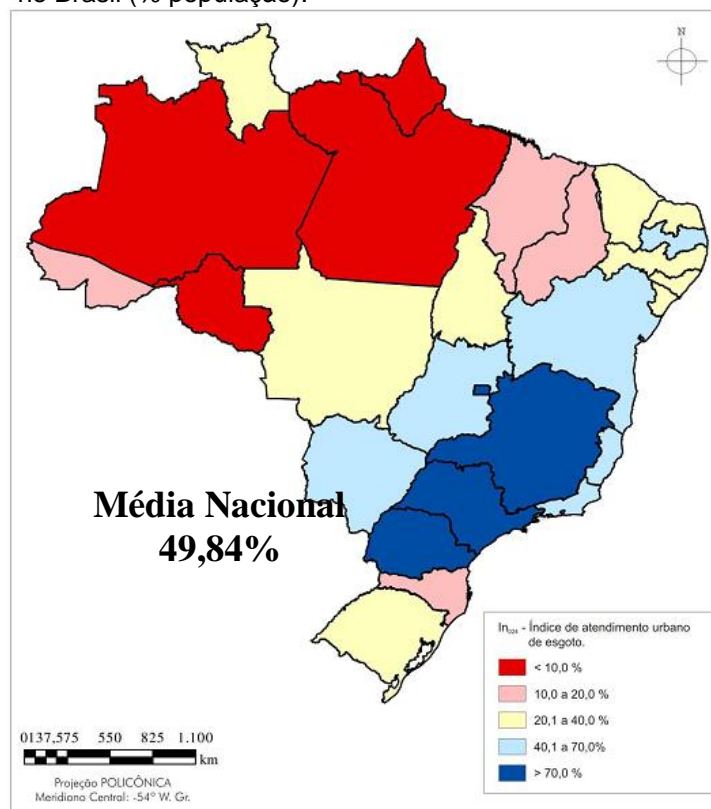 no Brasil (% população).
N
Média Nacional
49,84%
In024 - Índice de atendimento urbano
de esgoto.
< 10,0 %
10,0 a 20,0 %
20,1 a 40,0 %
40,1 a 70,0%
> 70,0 %
0137,575 550 825 1.100
km
Projeção POLICÔNICA
Meridiano Central: -54º W. Gr.